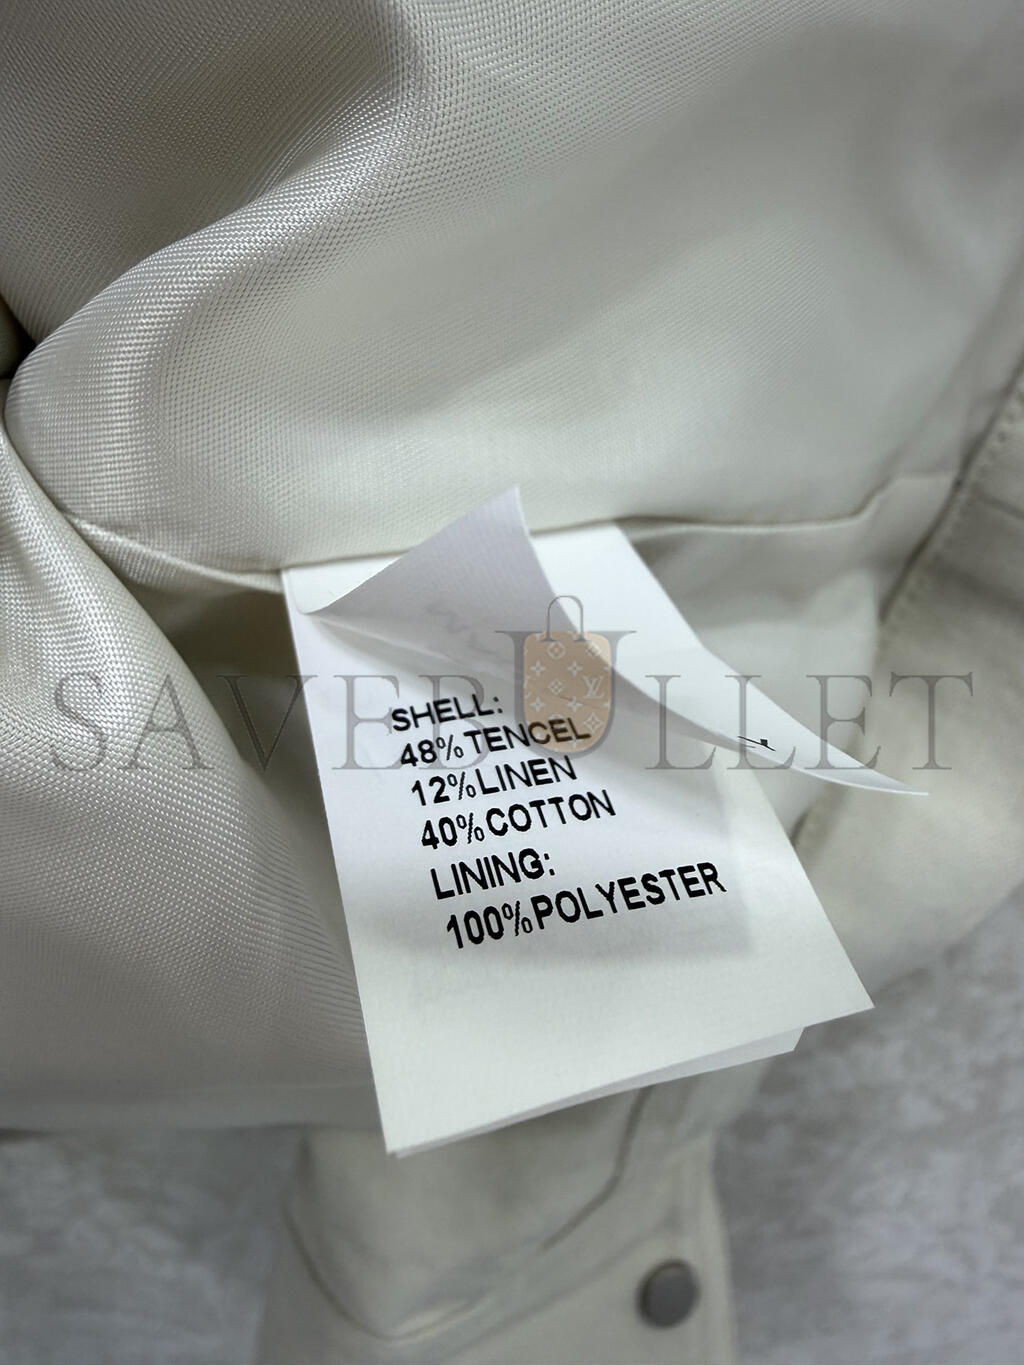 SHELL:
48%TENCEL
12%LINEN
40%COTTON
LINING:
100%POLYESTER
SAVEBULLET